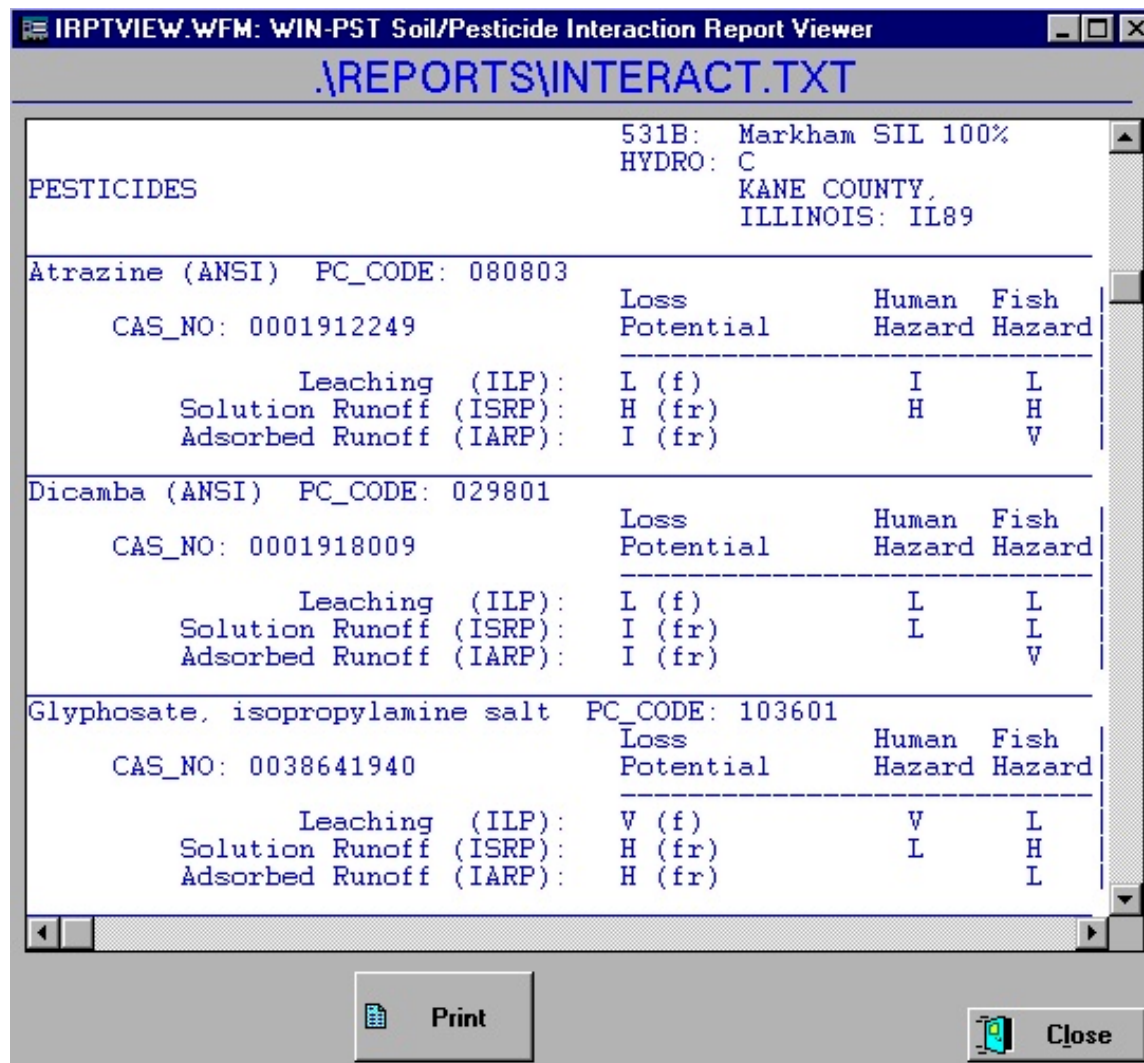 IRPTVIEW.WFM: WIN-PST Soil/Pesticide Interaction Report Viewer
.\REPORTS\INTERACT.TXT
531B: Markham SIL 100%
HYDRO: C
PESTICIDES KANE COUNTY,
ILLINOIS: IL89
Atrazine (ANSI) PC_CODE: 080803
Loss Human Fish
CAS_NO: 0001912249 Potential Hazard Hazard
Leaching (ILP): L (f) I L
Solution Runoff (ISRP): H (fr) H H
Adsorbed Runoff (IARP): I (fr) V
Dicamba (ANSI) PC_CODE: 029801
Loss Human Fish
CAS_NO: 0001918009 Potential Hazard Hazard
Leaching (ILP): L (f) L L
Solution Runoff (ISRP): I (fr) L L
Adsorbed Runoff (IARP): I (fr) V
Glyphosate, isopropylamine salt PC_CODE: 103601
Loss Human Fish
CAS_NO: 0038641940 Potential Hazard Hazard
Leaching (ILP): V (f) V L
Solution Runoff (ISRP): H (fr) L H
Adsorbed Runoff (IARP): H (fr) L
Print
Close